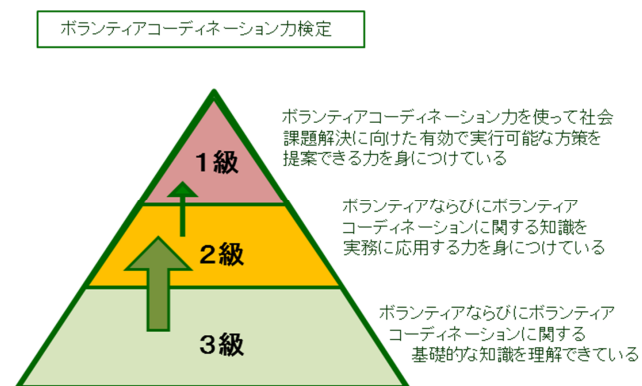 ボランティアコーディネーション力検定
ボランティアコーディネーション力を使って社会
課題解決に向けた有効で実行可能な方策を
提案できる力を身につけている
1級
ボランティアならびにボランティア
コーディネーションに関する知識を
実務に応用する力を身につけている
2級
ボランティアならびにボランティア
コーディネーションに関する
基礎的な知識を理解できている
3級